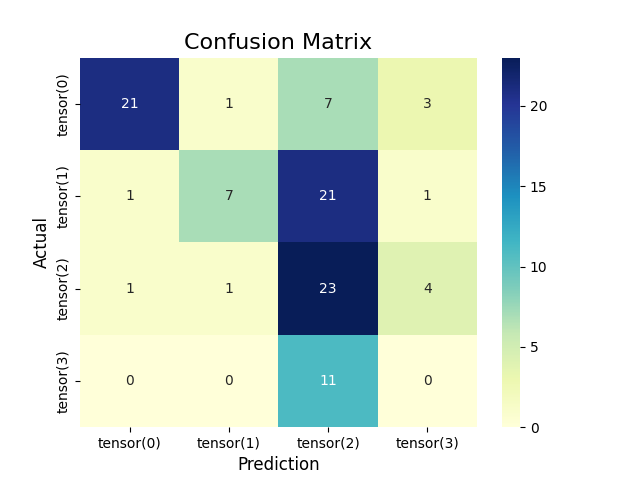 Confusion Matrix
tensor(0) 21 1 7 3
tensor(1) 1 7 21 1
tensor(2) 1 1 23 4
tensor(3) 0 0 11 0
tensor(0) tensor(1) tensor(2) tensor(3)
Prediction
Actual
20
15
10
5
0